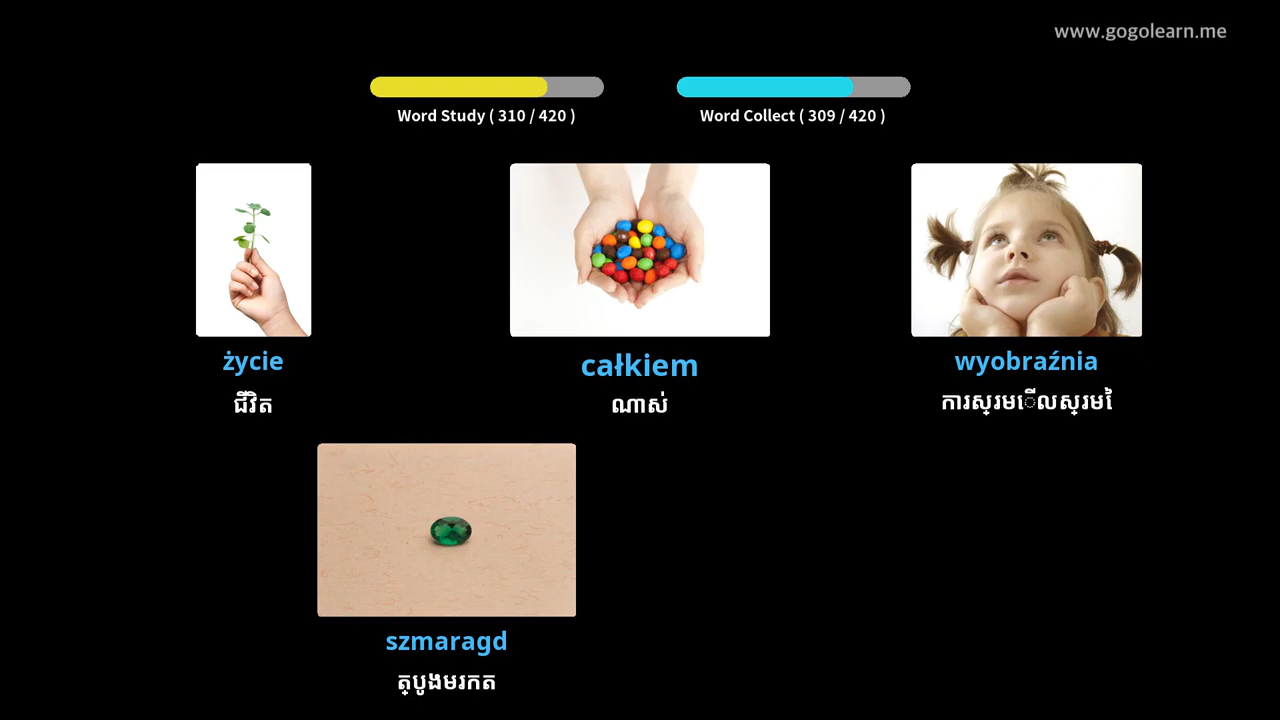 www.gogolearn.me
Word Study ( 310 / 420 )
Word Collect ( 309 / 420 )
życie
ជីវិត
całkiem
ណាស់
wyobraźnia
ការស្រមើលស្រមៃ
szmaragd
ត្បូងមរកត